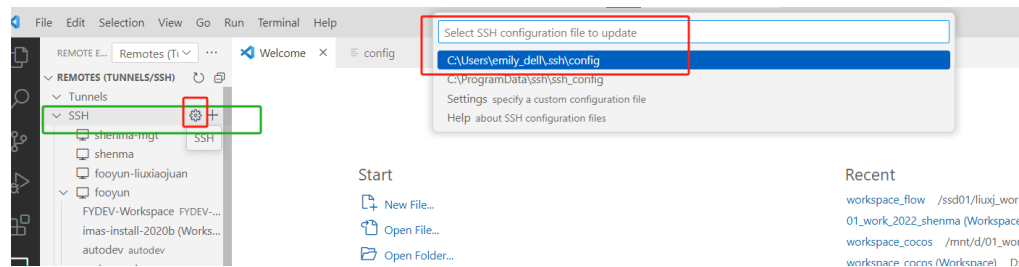 File Edit Selection View Go Run Terminal Help
Select SSH configuration file to update
C:\Users\emily_dell\.ssh\config
C:\ProgramData\ssh\ssh_config
Settings specify a custom configuration file
Help about SSH configuration files
REMOTE E... Remotes (Tu
Welcome
config
REMOTES (TUNNELS/SSH)
Tunnels
SSH
shenma-mgt
SSH
shenma
fooyun-liuxiaojuan
fooyun
FYDEV-Workspace FYDEV-...
imas-install-2020b (Works...
autodev autodev
Start
New File...
Open File...
Open Folder...
Recent
workspace_flow /ssd01/liuxj_wor
01_work_2022_shenma (Workspace
workspace_cocos /mnt/d/01_wor
workspace_cocos (Workspace) D: